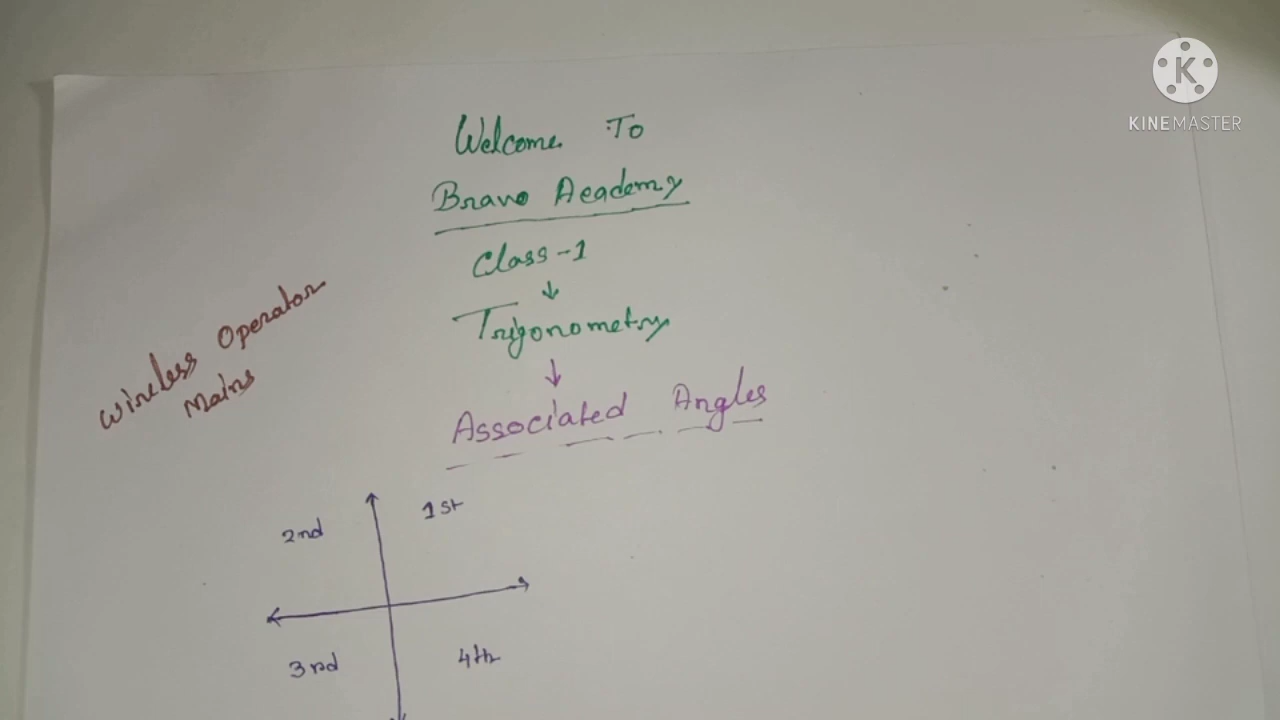 Welcome To
Bravo Academy
Class-1
Trigonometry
Associated Angles
Wireless Operator
Mains
2nd
1st
3rd
4th
K
KINEMASTER